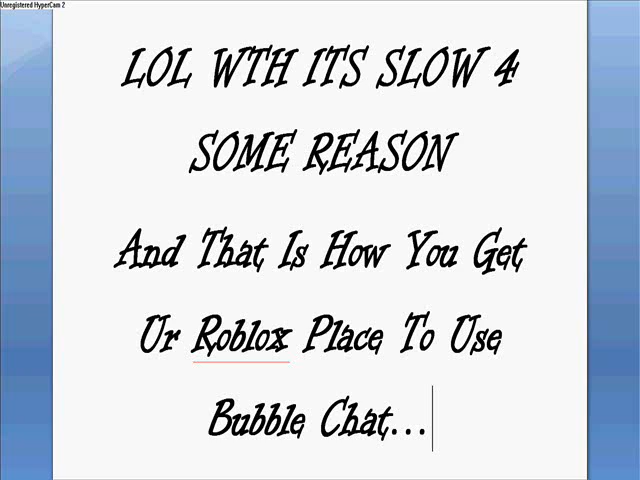 Unregistered HyperCam 2
LOL WTH ITS SLOW 4
SOME REASON
And That Is How You Get
Ur Roblox Place To Use
Bubble Chat...